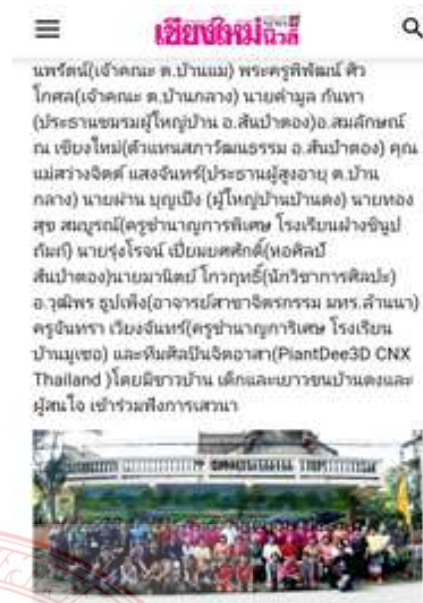 เชียงใหม่นิวส์
นพรัตน์(เจ้าคณะ ต.บ้านแม) พระครูพิพัฒน์ ศิว
โกศล(เจ้าคณะ ต.บ้านกลาง) นายคำมูล กันทา
(ประธานชมรมผู้ใหญ่บ้าน อ.สันป่าตอง)อ.สมลักษณ์
ณ เชียงใหม่(ตัวแทนสภาวัฒนธรรม อ.สันป่าตอง) คุณ
แม่สว่างจิตต์ แสงจันทร์(ประธานผู้สูงอายุ ต.บ้าน
กลาง) นายผ่าน บุญเป็ง (ผู้ใหญ่บ้านบ้านดง) นายทอง
สุข สมบูรณ์(ครูชำนาญการพิเศษ โรงเรียนฝางชินูป
ถัมภ์) นายรุ่งโรจน์ เปี่ยมยศศักดิ์(หอศิลป์
สันป่าตอง)นายมานิตย์ โกวฤทธิ์(นักวิชาการศิลปะ)
อ.วุฒิพร ธูปเพ็ง(อาจารย์สาขาจิตรกรรม มทร.ล้านนา)
ครูจันทรา เวียงจันทร์(ครูชำนาญการิเศษ โรงเรียน
บ้านมูเซอ) และทีมศิลปินจิตอาสา(PlantDee3D CNX
Thailand )โดยมีชาวบ้าน เด็กและเยาวชนบ้านดงและ
ผู้สนใจ เข้าร่วมฟังการเสวนา